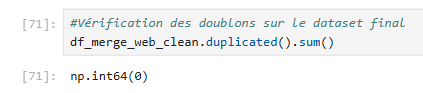 [71]: #Vérification des doublons sur le dataset final
df_merge_web_clean.duplicated().sum()
[71]: np.int64(0)